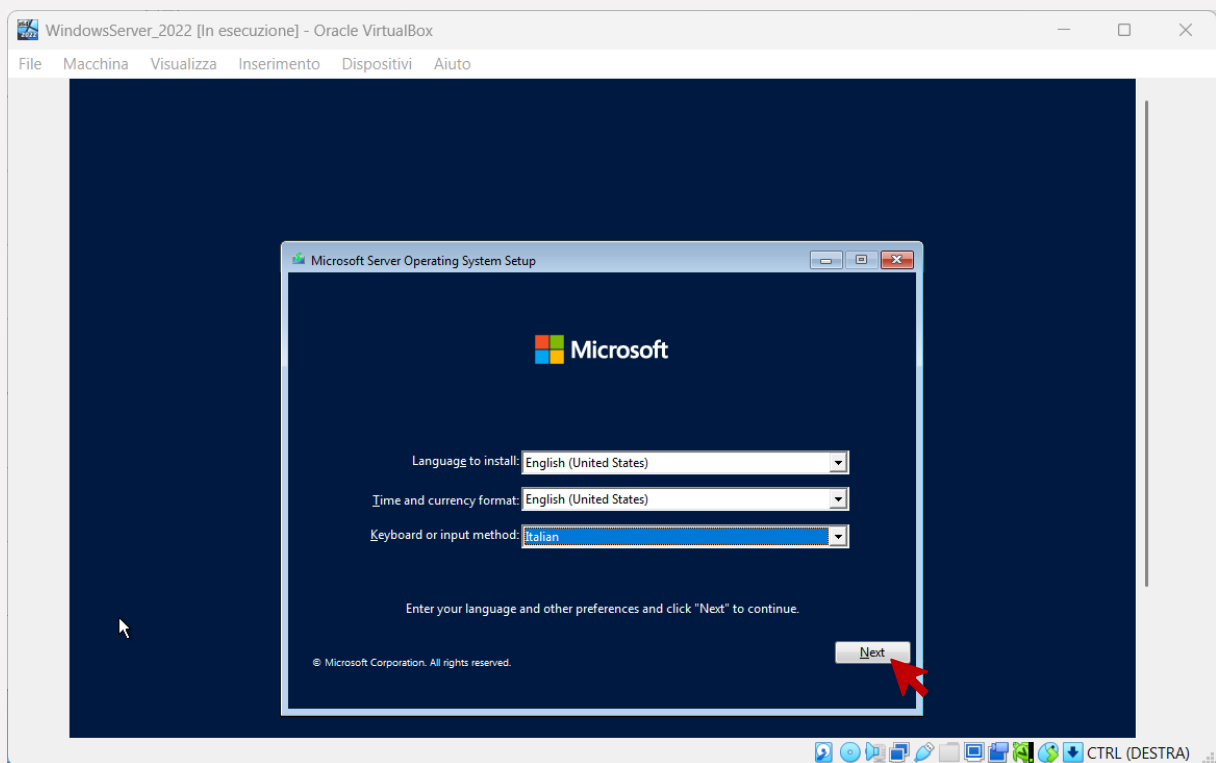 WindowsServer_2022 [In esecuzione] - Oracle VirtualBox
File Macchina Visualizza Inserimento Dispositivi Aiuto
Microsoft Server Operating System Setup
Microsoft
Language to install: English (United States)
Time and currency format: English (United States)
Keyboard or input method: Italian
Enter your language and other preferences and click "Next" to continue.
Next
© Microsoft Corporation. All rights reserved.
CTRL (DESTRA)